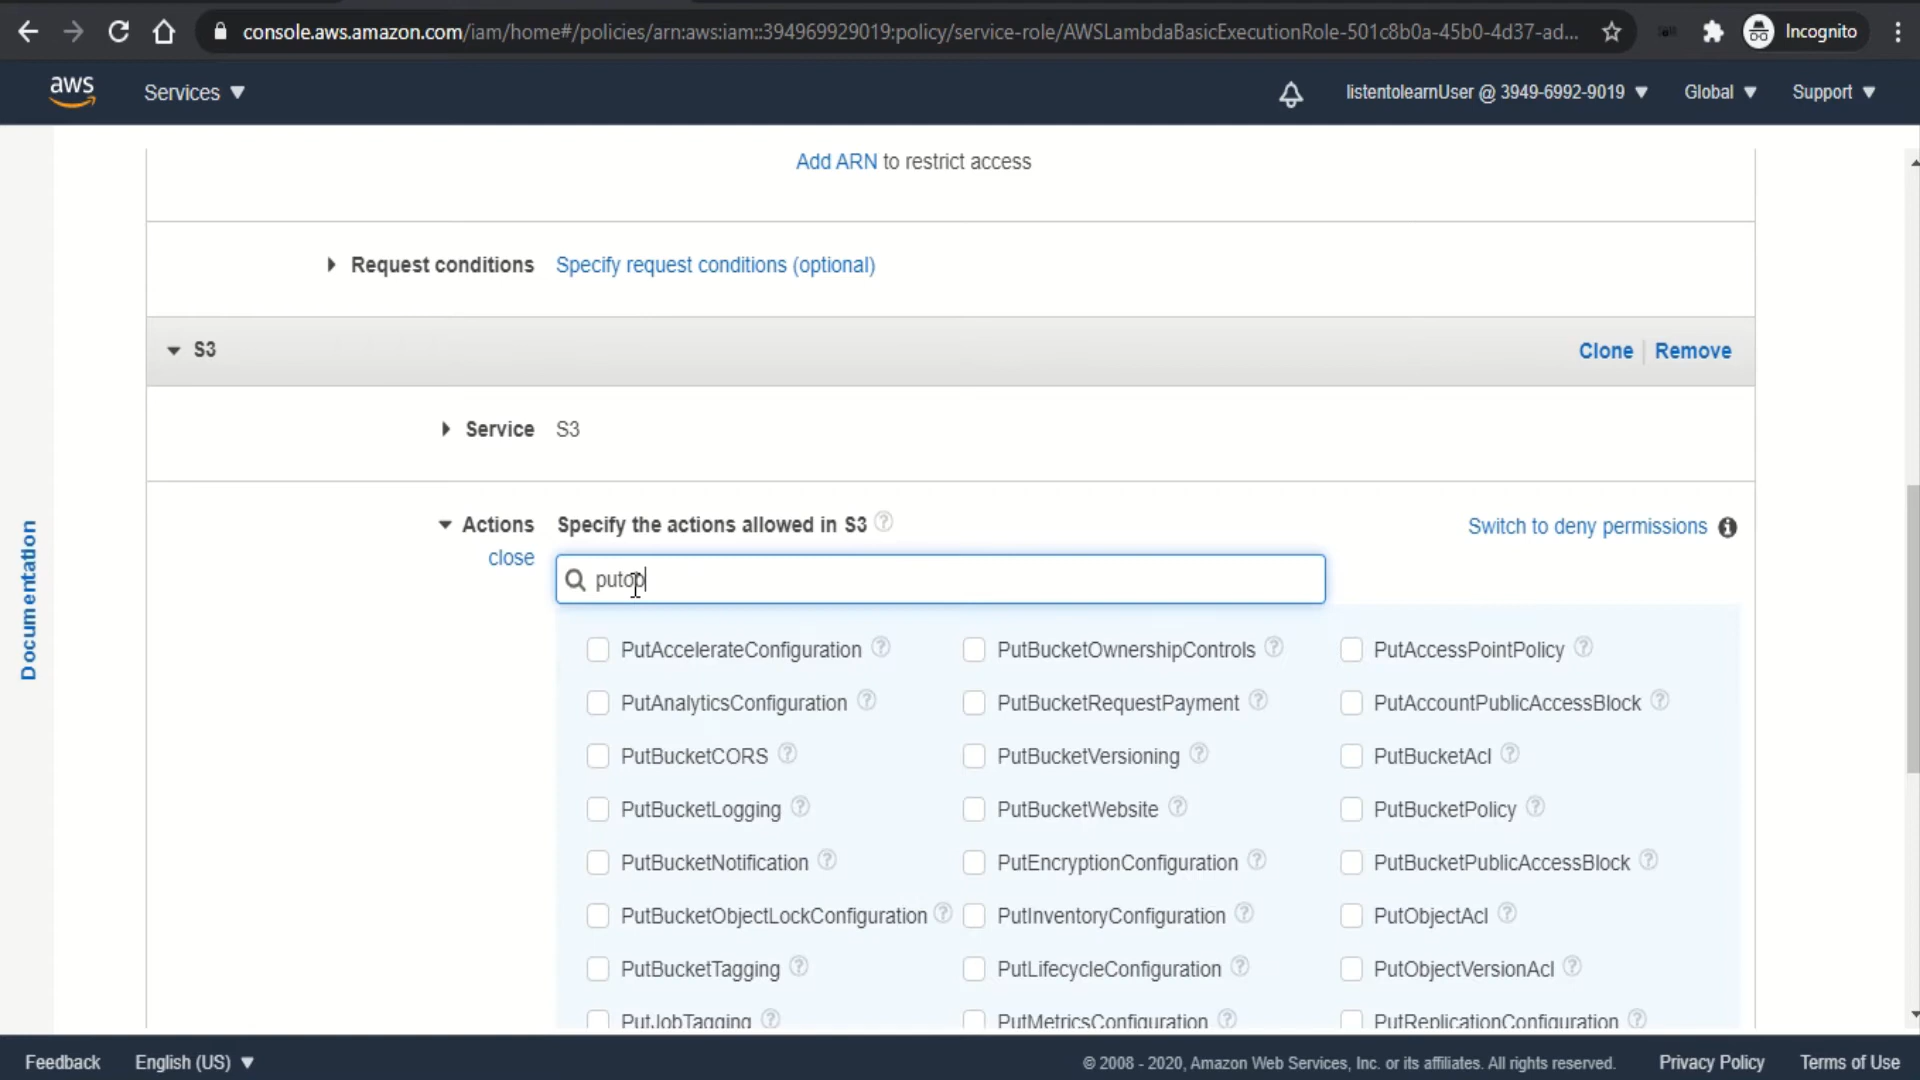 console.aws.amazon.com/iam/home#/policies/arn:aws:iam::394969929019:policy/service-role/AWSLambdaBasicExecutionRole-501c8b0a-45b0-4d37-ad...
Incognito
aws
Services
listentolearnUser @ 3949-6992-9019
Global
Support
Add ARN to restrict access
Request conditions Specify request conditions (optional)
S3
Clone Remove
Service S3
Actions Specify the actions allowed in S3
Switch to deny permissions
close
putop
PutAccelerateConfiguration PutBucketOwnershipControls PutAccessPointPolicy
PutAnalyticsConfiguration PutBucketRequestPayment PutAccountPublicAccessBlock
PutBucketCORS PutBucketVersioning PutBucketAcl
PutBucketLogging PutBucketWebsite PutBucketPolicy
PutBucketNotification PutEncryptionConfiguration PutBucketPublicAccessBlock
PutBucketObjectLockConfiguration PutInventoryConfiguration PutObjectAcl
PutBucketTagging PutLifecycleConfiguration PutObjectVersionAcl
PutJobTagging PutMetricsConfiguration PutReplicationConfiguration
Documentation
Feedback English (US) © 2008 - 2020, Amazon Web Services, Inc. or its affiliates. All rights reserved. Privacy Policy Terms of Use